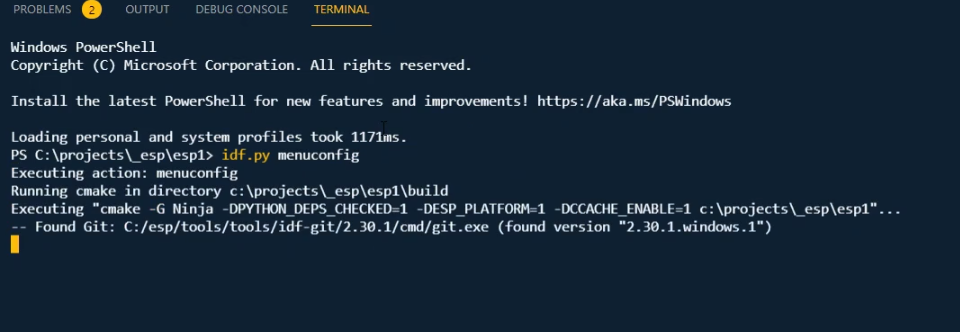 PROBLEMS 2 OUTPUT DEBUG CONSOLE TERMINAL
Windows PowerShell
Copyright (C) Microsoft Corporation. All rights reserved.
Install the latest PowerShell for new features and improvements! https://aka.ms/PSWindows
Loading personal and system profiles took 1171ms.
PS C:\projects\_esp\esp1> idf.py menuconfig
Executing action: menuconfig
Running cmake in directory c:\projects\_esp\esp1\build
Executing "cmake -G Ninja -DPYTHON_DEPS_CHECKED=1 -DESP_PLATFORM=1 -DCCACHE_ENABLE=1 c:\projects\_esp\esp1"...
-- Found Git: C:/esp/tools/tools/idf-git/2.30.1/cmd/git.exe (found version "2.30.1.windows.1")